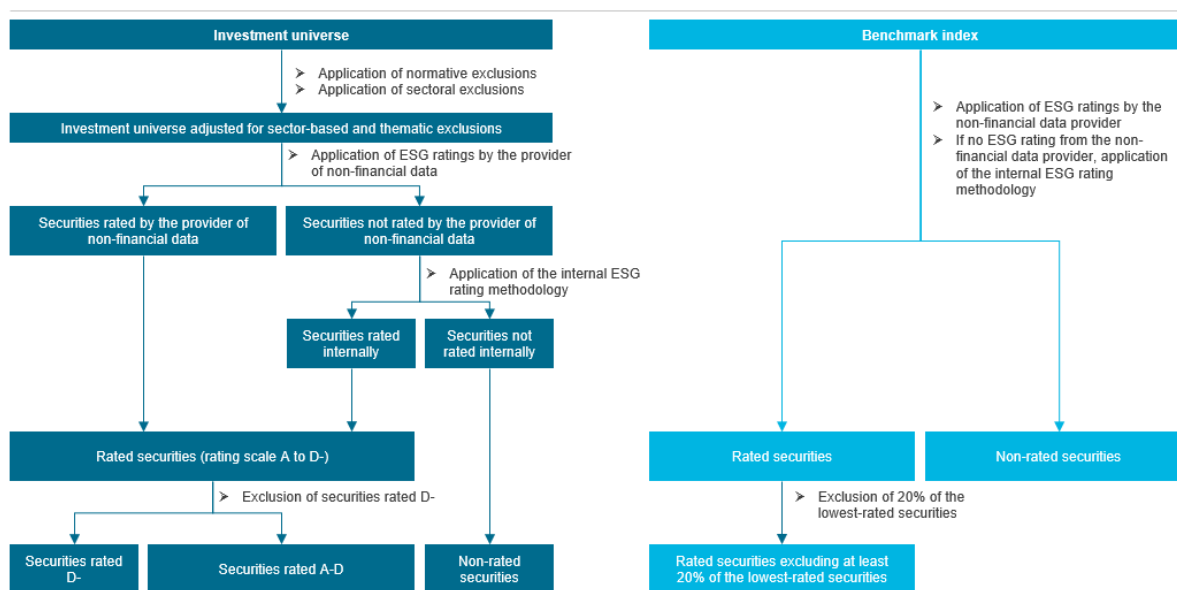 Investment universe
➢ Application of normative exclusions
➢ Application of sectoral exclusions
Investment universe adjusted for sector-based and thematic exclusions
➢ Application of ESG ratings by the provider
of non-financial data
Securities rated by the provider of
non-financial data
Securities not rated by the provider of
non-financial data
➢ Application of the internal ESG
rating methodology
Securities rated
internally
Securities not
rated internally
Rated securities (rating scale A to D-)
➢ Exclusion of securities rated D-
Securities rated
D-
Securities rated A-D
Non-rated
securities
Benchmark index
➢ Application of ESG ratings by the
non-financial data provider
➢ If no ESG rating from the non-
financial data provider, application
of the internal ESG rating
methodology
Rated securities
Non-rated securities
➢ Exclusion of 20% of the
lowest-rated securities
Rated securities excluding at least
20% of the lowest-rated securities